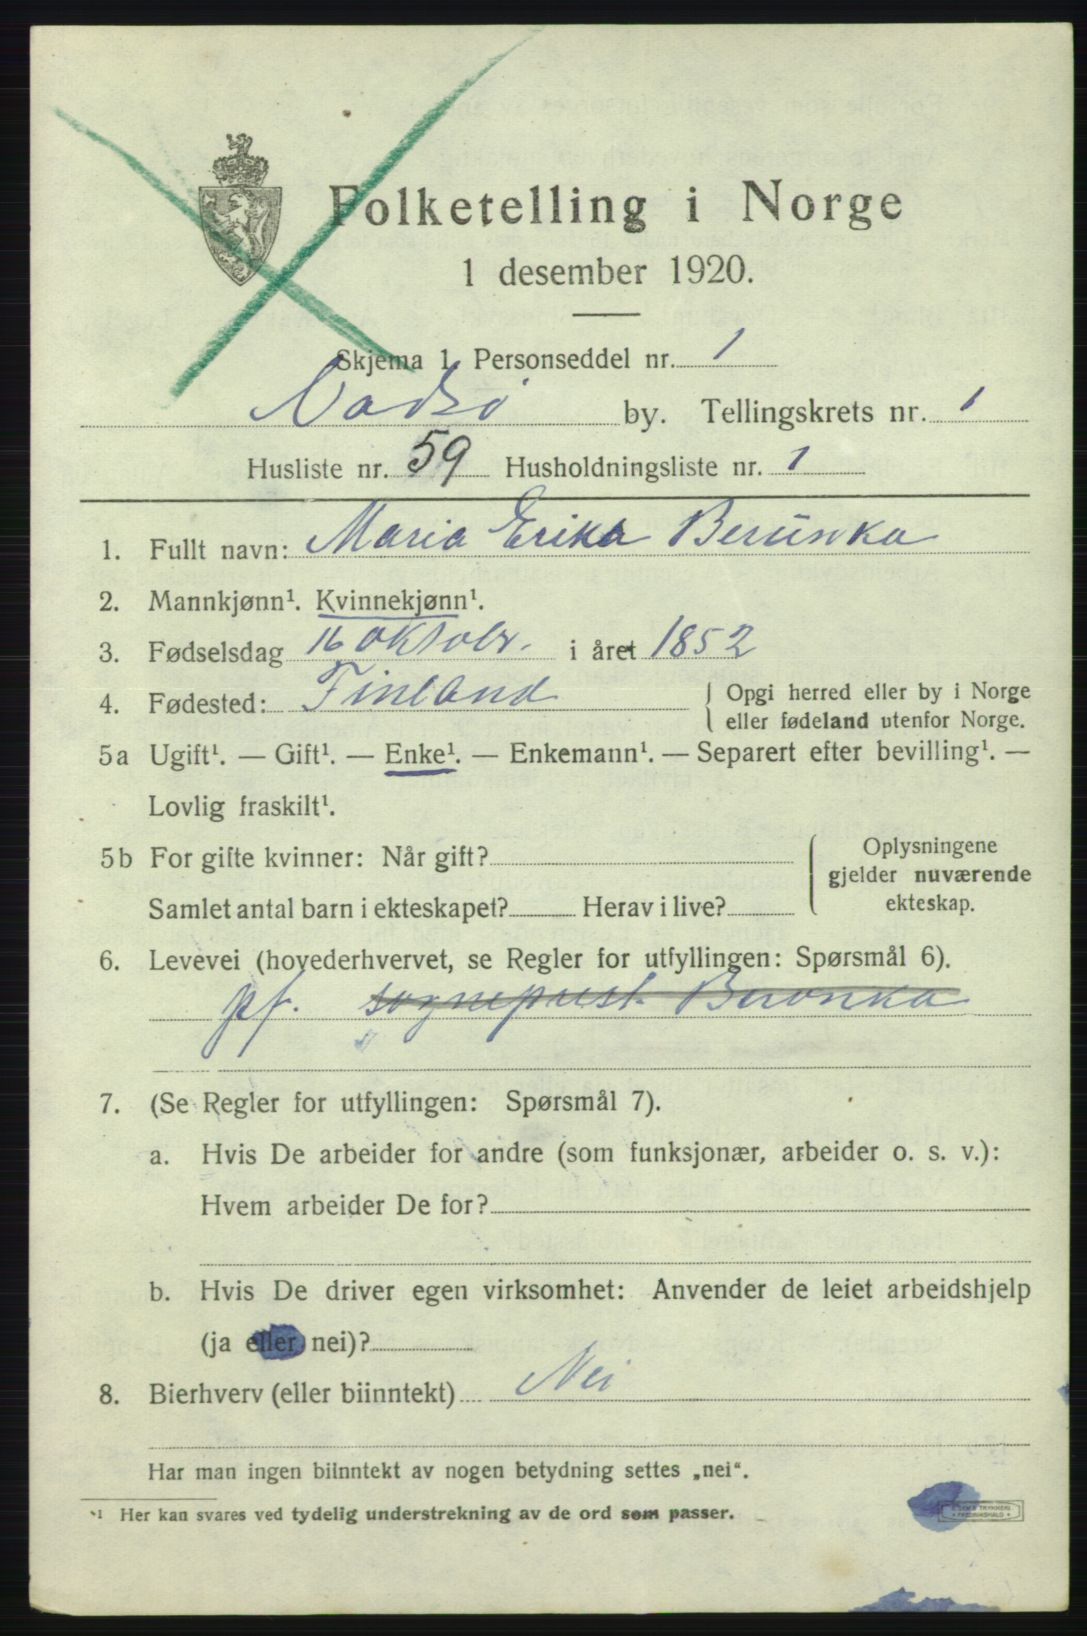 Folketelling i Norge
1 desember 1920.
Skjema 1. Personseddel nr. 1
Vadsø by. Tellingskrets nr. 1
Husliste nr. 59 Husholdningsliste nr. 1
1. Fullt navn: Maria Erika Beronka
2. Mannkjønn¹. Kvinnekjønn¹.
3. Fødselsdag 16 oktobr. i året 1852
4. Fødested: Finland { Opgi herred eller by i Norge
eller fødeland utenfor Norge.
5a Ugift¹. — Gift¹. — Enke¹. — Enkemann¹. — Separert efter bevilling¹. —
Lovlig fraskilt¹.
5b For gifte kvinner: Når gift? { Oplysningene
gjelder nuværende
Samlet antal barn i ekteskapet? Herav i live? ekteskap.
6. Levevei (hovederhvervet, se Regler for utfyllingen: Spørsmål 6).
pf. sogneprest Beronka
7. (Se Regler for utfyllingen: Spørsmål 7).
a. Hvis De arbeider for andre (som funksjonær, arbeider o. s. v.):
Hvem arbeider De for?
b. Hvis De driver egen virksomhet: Anvender de leiet arbeidshjelp
(ja eller nei)?
8. Bierhverv (eller biinntekt) Nei
Har man ingen biinntekt av nogen betydning settes „nei“.
¹ Her kan svares ved tydelig understrekning av de ord som passer.